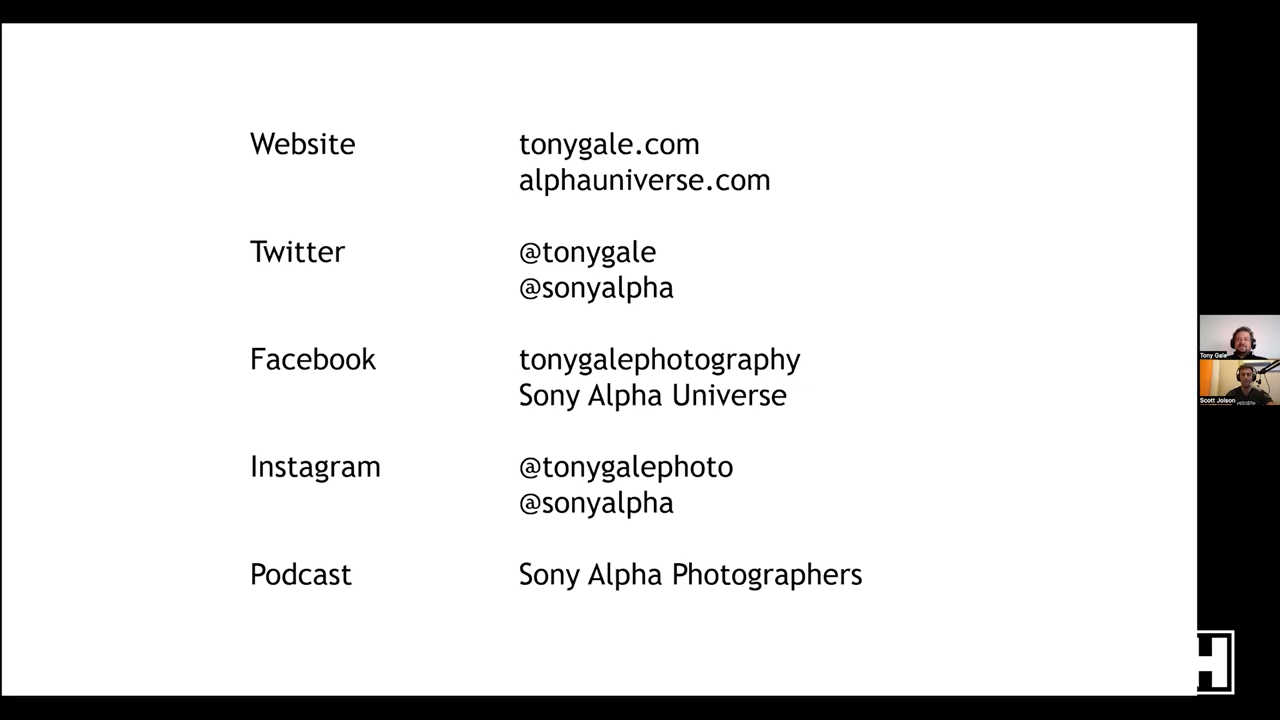 Website tonygale.com
alphauniverse.com
Twitter @tonygale
@sonyalpha
Facebook tonygalephotography
Sony Alpha Universe
Instagram @tonygalephoto
@sonyalpha
Podcast Sony Alpha Photographers
Tony Gale
Scott Jolson
H